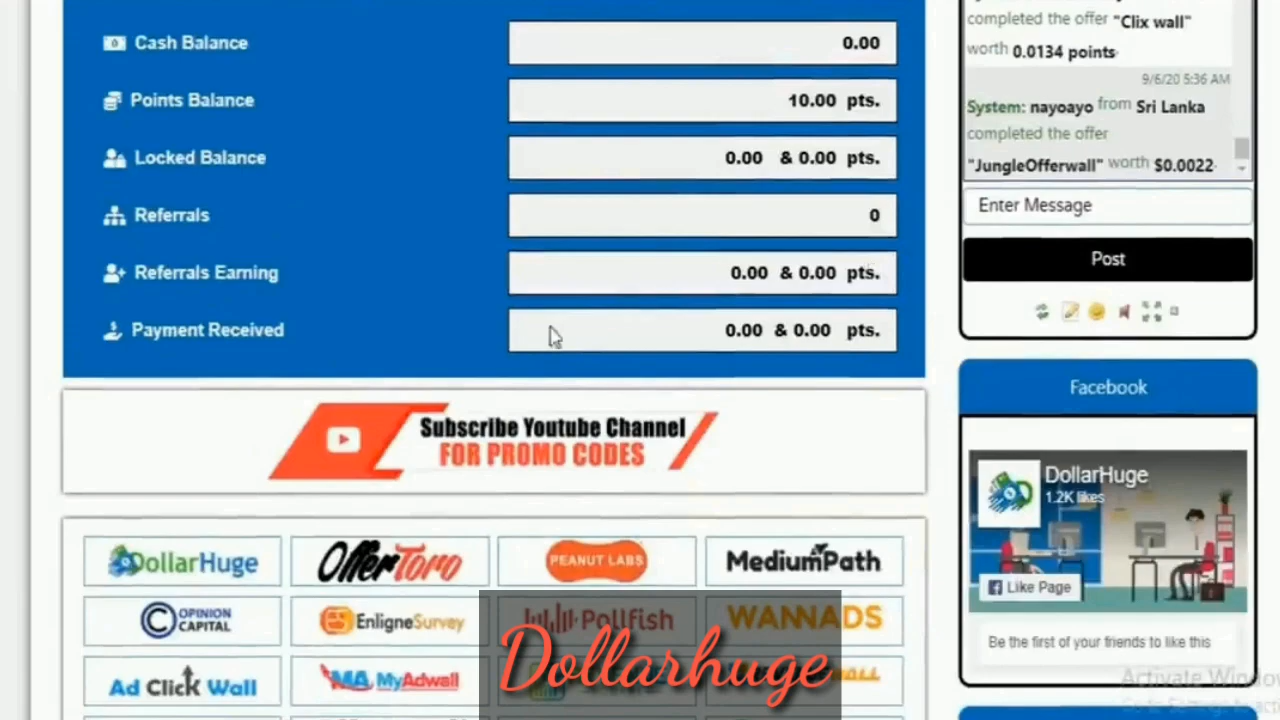 Cash Balance 0.00
Points Balance 10.00 pts.
Locked Balance 0.00 & 0.00 pts.
Referrals 0
Referrals Earning 0.00 & 0.00 pts.
Payment Received 0.00 & 0.00 pts.
Subscribe Youtube Channel
FOR PROMO CODES
DollarHuge OfferToro PEANUT LABS MediumPath
OPINION CAPITAL EnligneSurvey Pollfish WANNADS
Ad Click Wall MyAdwall
Dollarhuge
completed the offer "Clix wall"
worth 0.0134 points
9/6/20 5:36 AM
System: nayoayo from Sri Lanka
completed the offer
"JungleOfferwall" worth $0.0022
Enter Message
Post
Facebook
DollarHuge
1.2K likes
Like Page
Be the first of your friends to like this